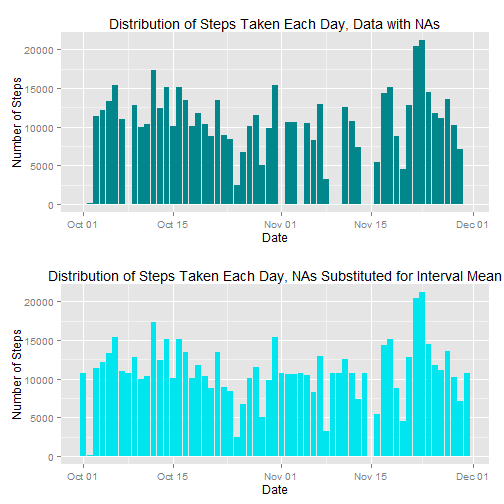 Distribution of Steps Taken Each Day, Data with NAs
Number of Steps
20000
15000
10000
5000
0
Oct 01
Oct 15
Nov 01
Nov 15
Dec 01
Date
Distribution of Steps Taken Each Day, NAs Substituted for Interval Mean
Number of Steps
20000
15000
10000
5000
0
Oct 01
Oct 15
Nov 01
Nov 15
Dec 01
Date